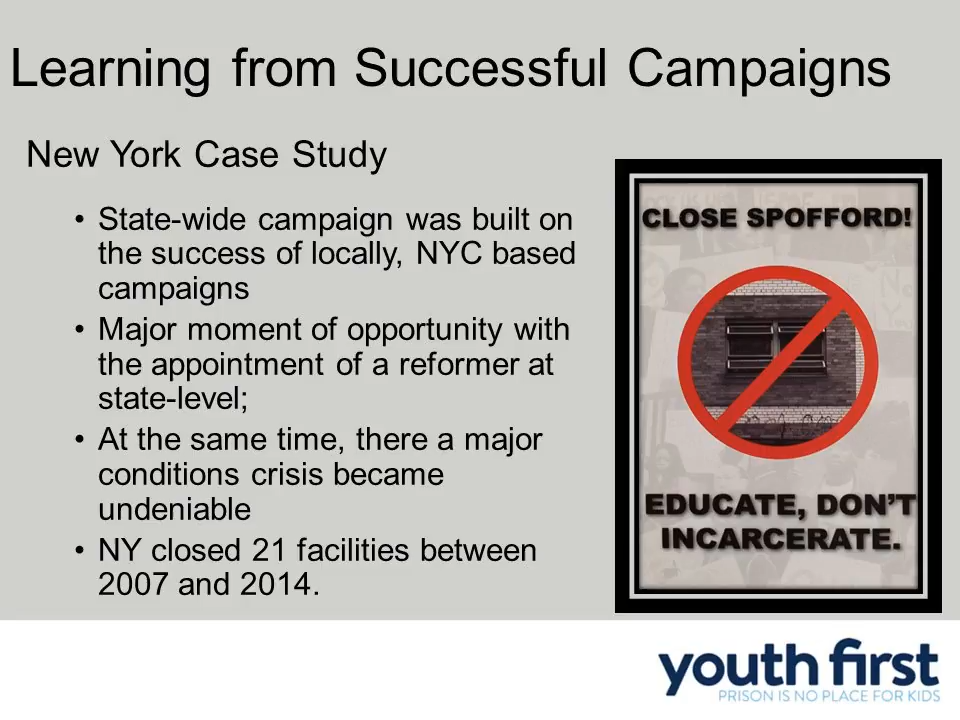 Learning from Successful Campaigns
New York Case Study
• State-wide campaign was built on
the success of locally, NYC based
campaigns
• Major moment of opportunity with
the appointment of a reformer at
state-level;
• At the same time, there a major
conditions crisis became
undeniable
• NY closed 21 facilities between
2007 and 2014.
CLOSE SPOFFORD!
EDUCATE, DON'T
INCARCERATE.
youth first
PRISON IS NO PLACE FOR KIDS